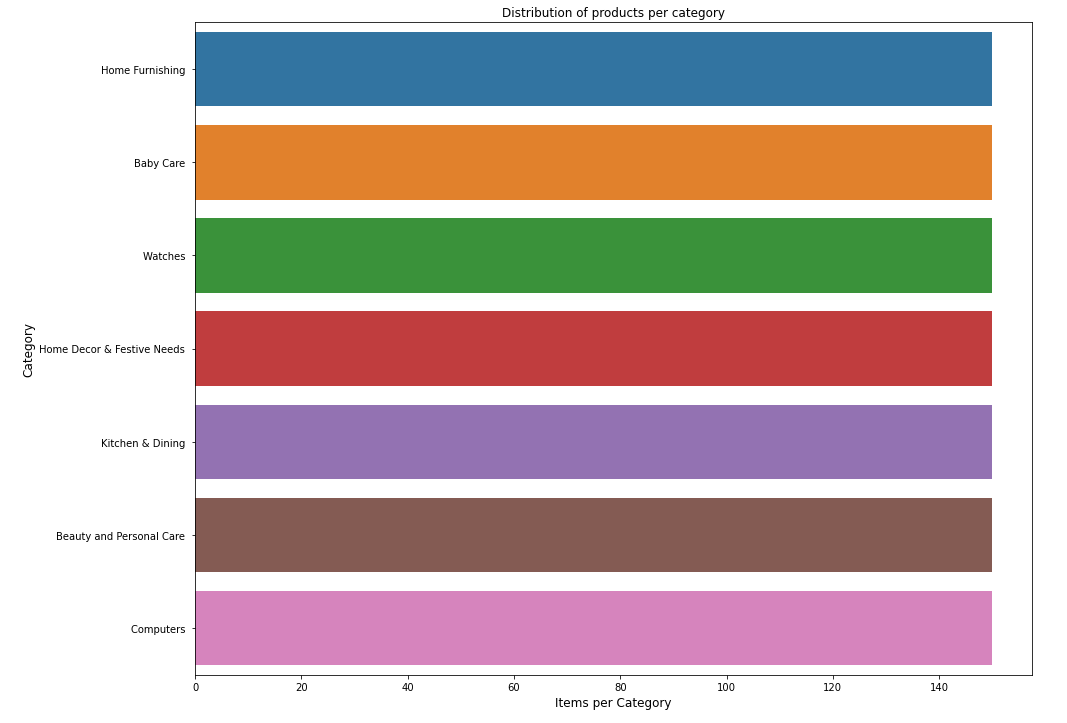 Distribution of products per category
Home Furnishing
Baby Care
Watches
Home Decor & Festive Needs
Kitchen & Dining
Beauty and Personal Care
Computers
Category
0 20 40 60 80 100 120 140
Items per Category